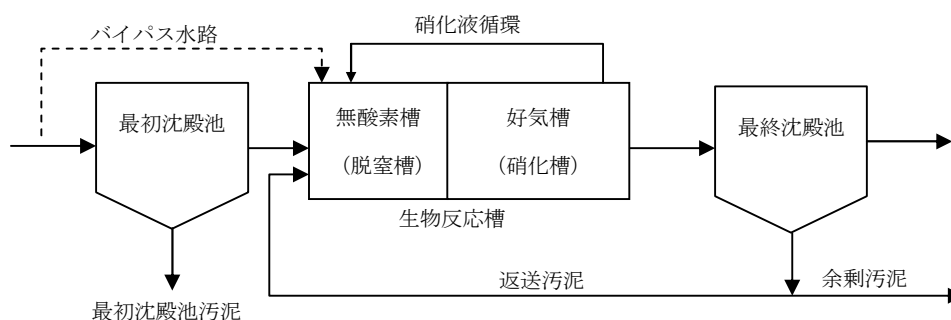 硝化液循環
バイパス水路
最初沈殿池
無酸素槽
(脱窒槽)
好気槽
(硝化槽)
最終沈殿池
生物反応槽
返送汚泥
余剰汚泥
最初沈殿池汚泥